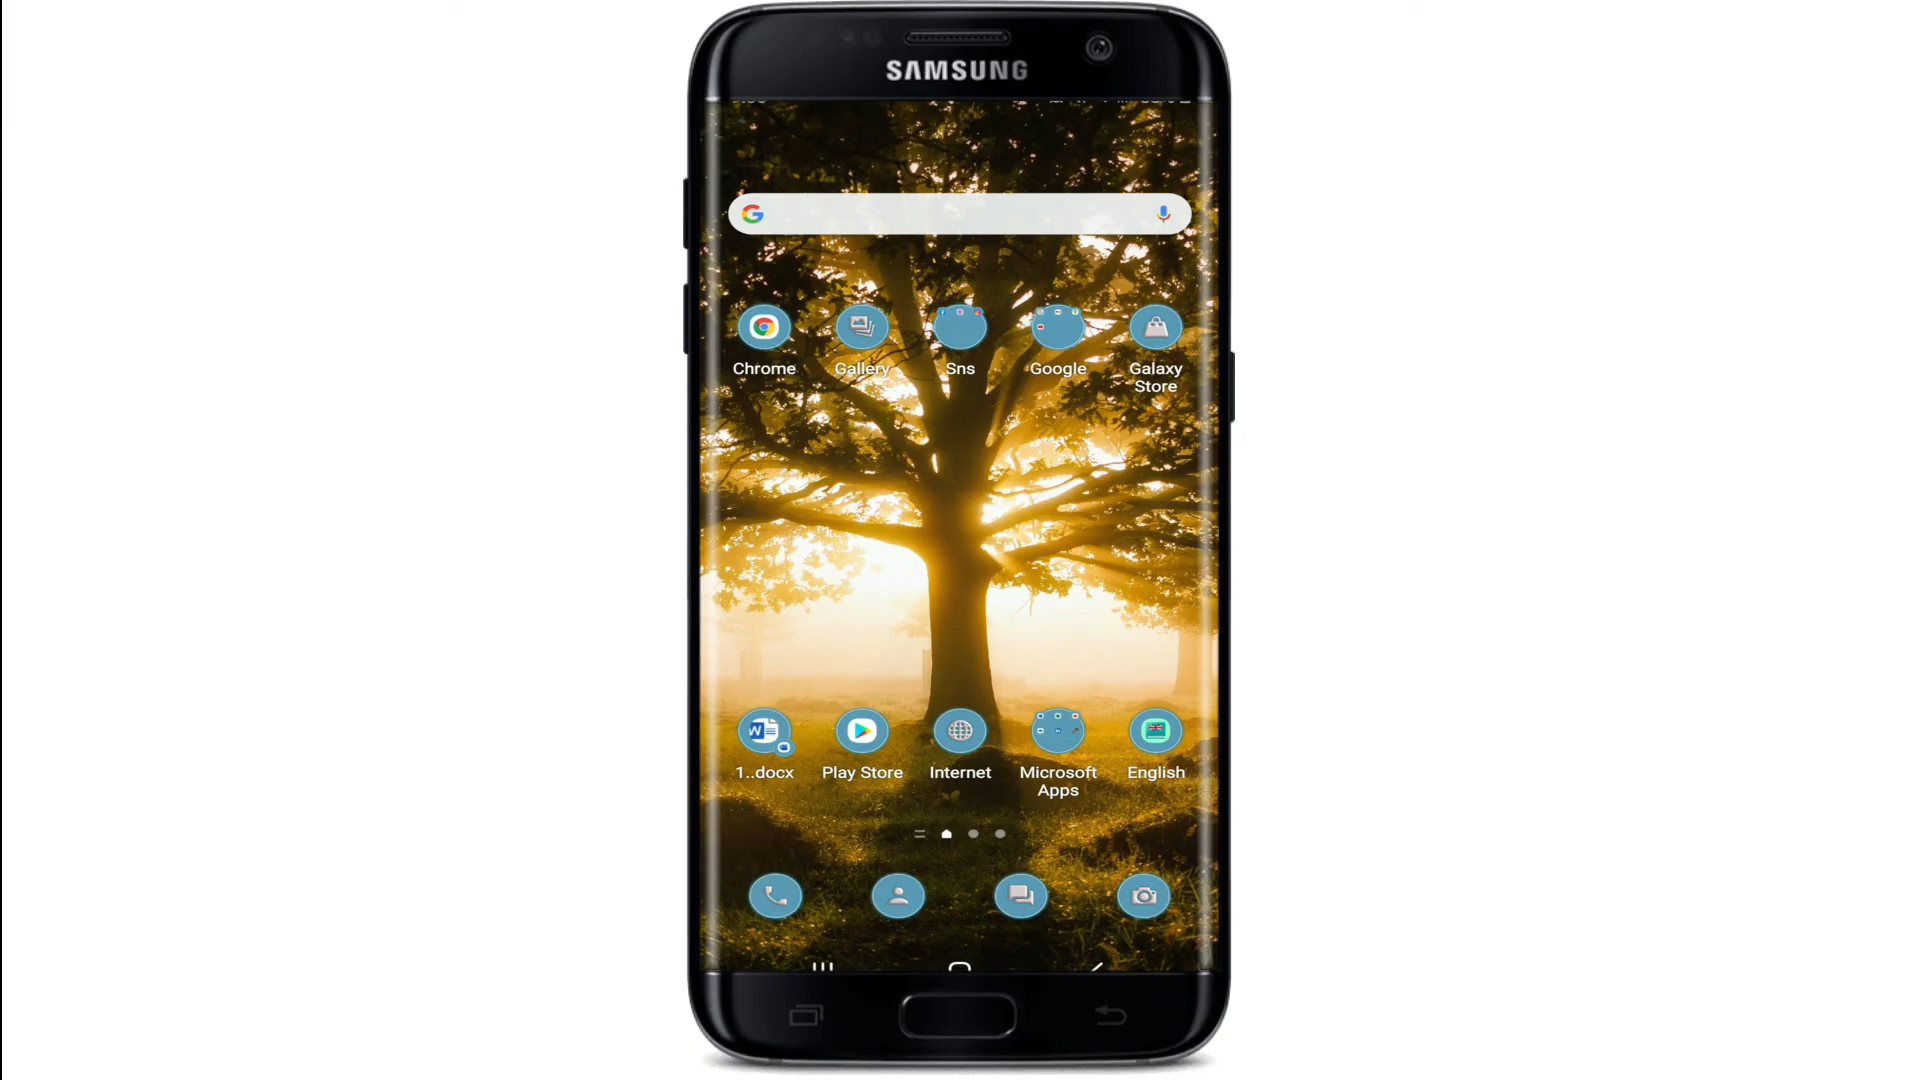 SAMSUNG
Chrome
Gallery
Sns
Google
Galaxy
Store
1..docx
Play Store
Internet
Microsoft
Apps
English